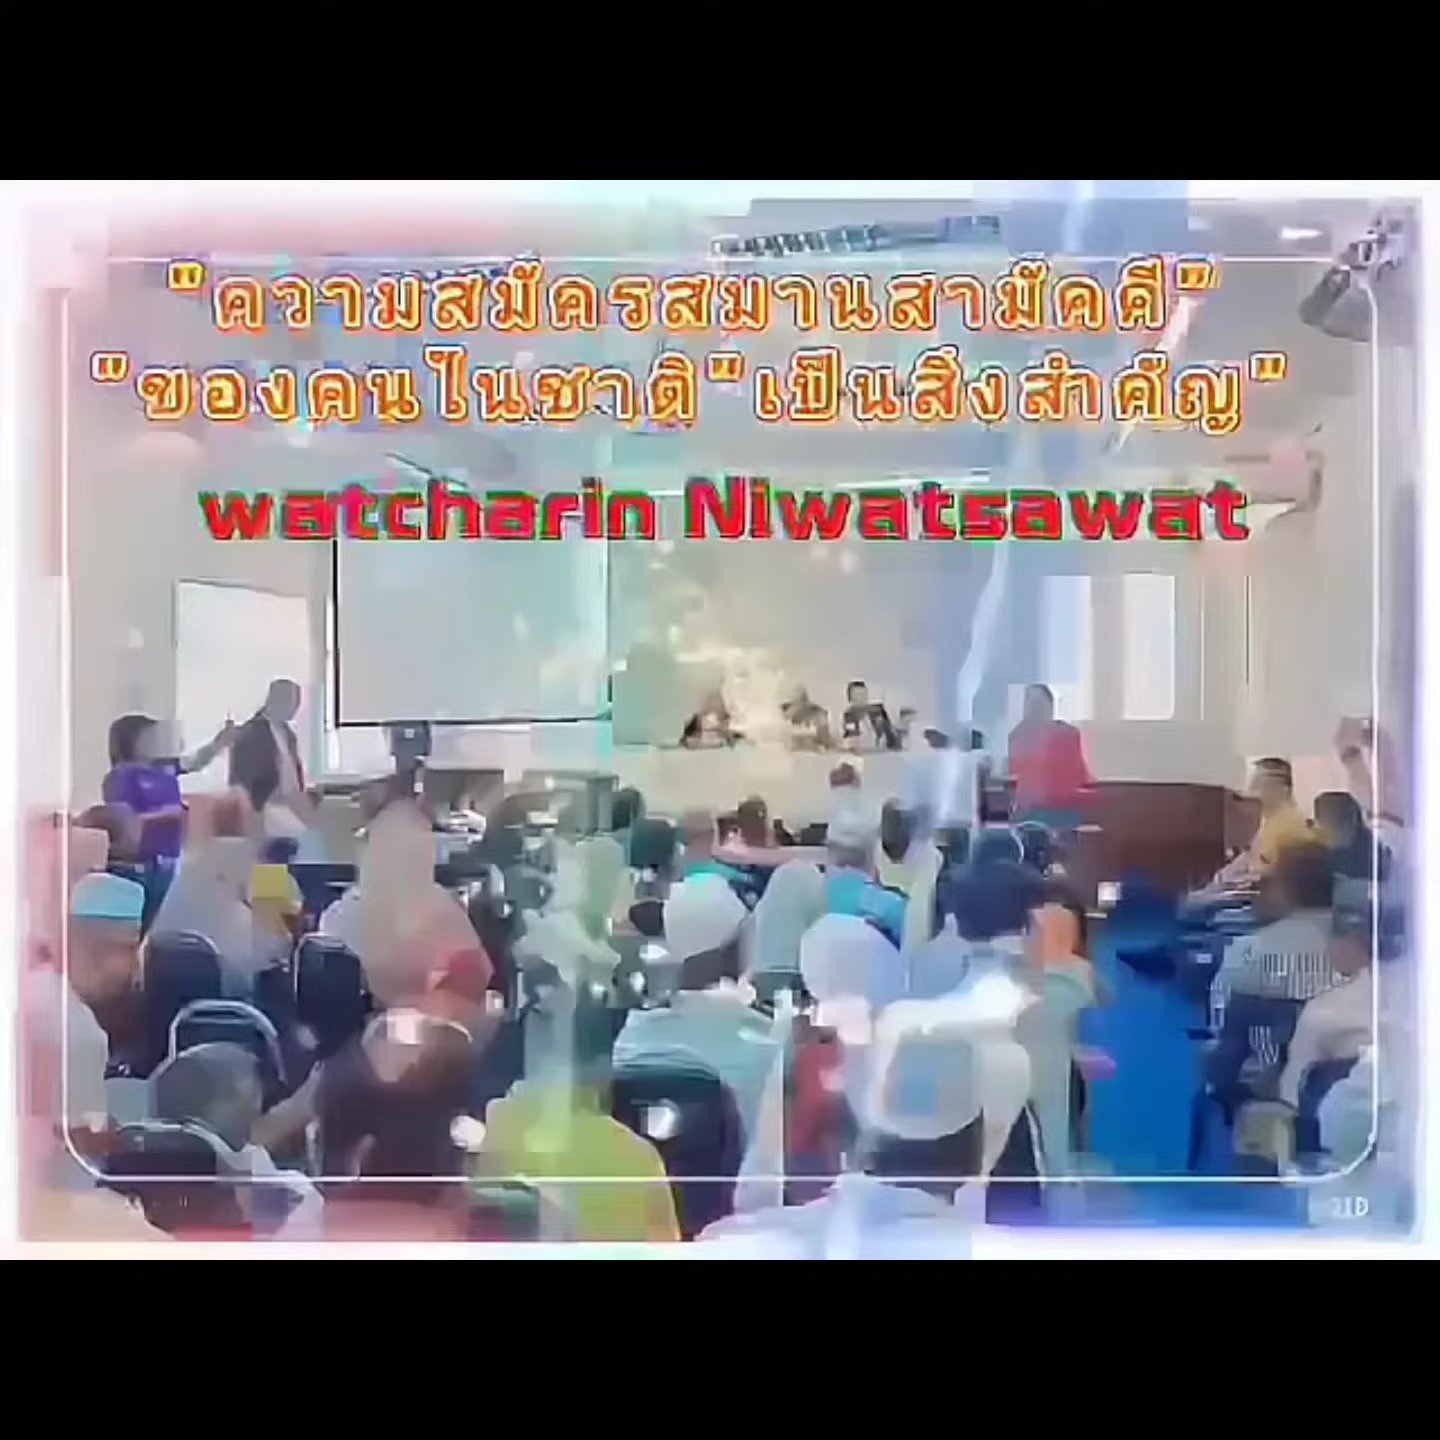 "ความสมัครสมานสามัคคี"
"ของคนในชาติ"เป็นสิ่งสำคัญ"
watcharin Niwatsawat